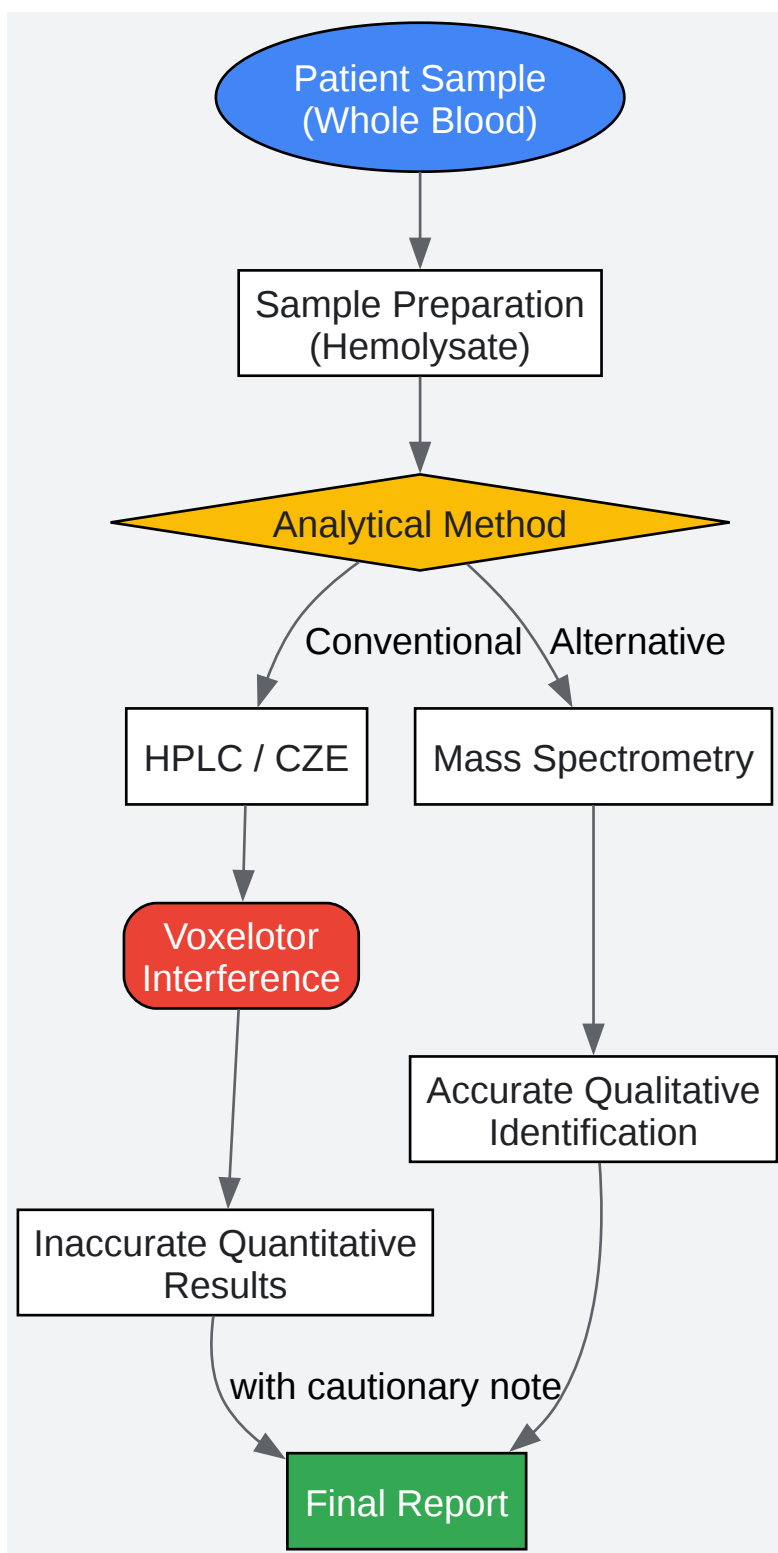 Patient Sample
(Whole Blood)
Sample Preparation
(Hemolysate)
Analytical Method
Conventional
Alternative
HPLC / CZE
Mass Spectrometry
Voxelotor
Interference
Accurate Qualitative
Identification
Inaccurate Quantitative
Results
with cautionary note
Final Report